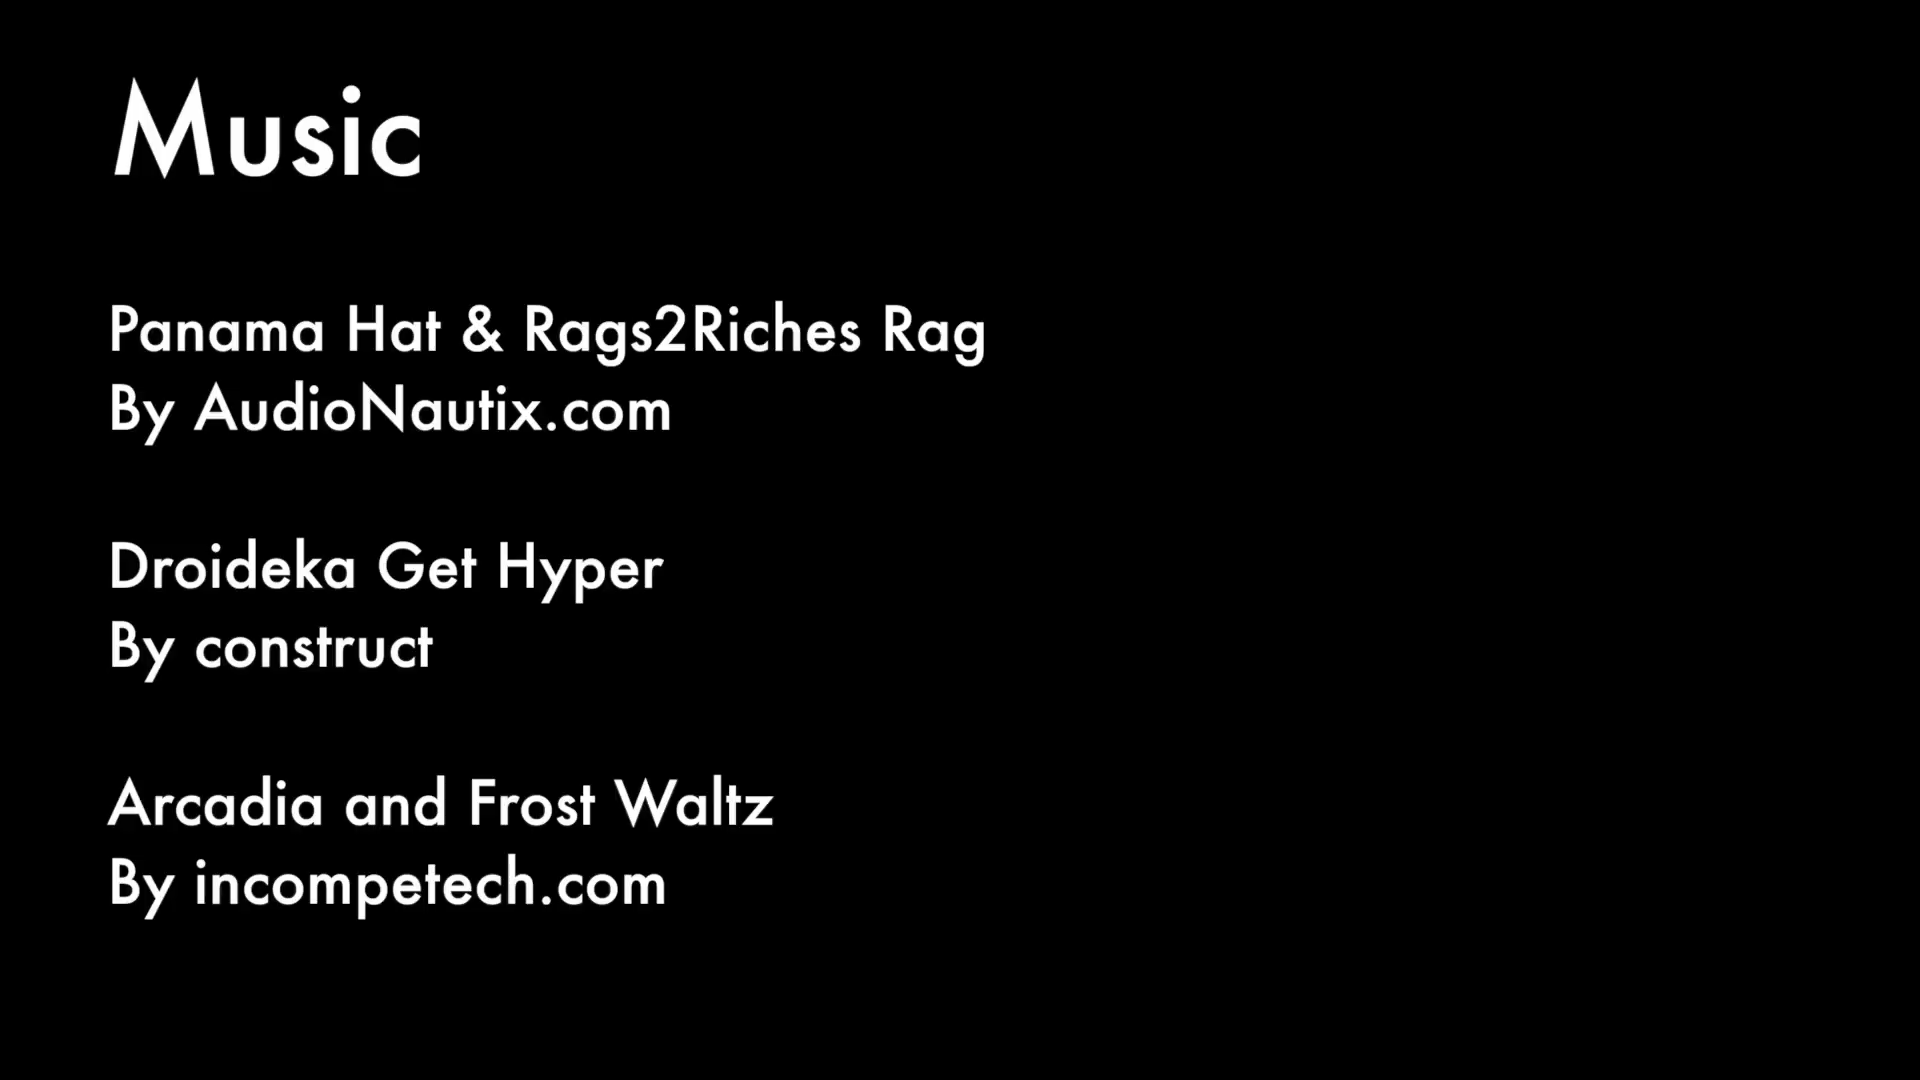 Music
Panama Hat & Rags2Riches Rag
By AudioNautix.com
Droideka Get Hyper
By construct
Arcadia and Frost Waltz
By incompetech.com